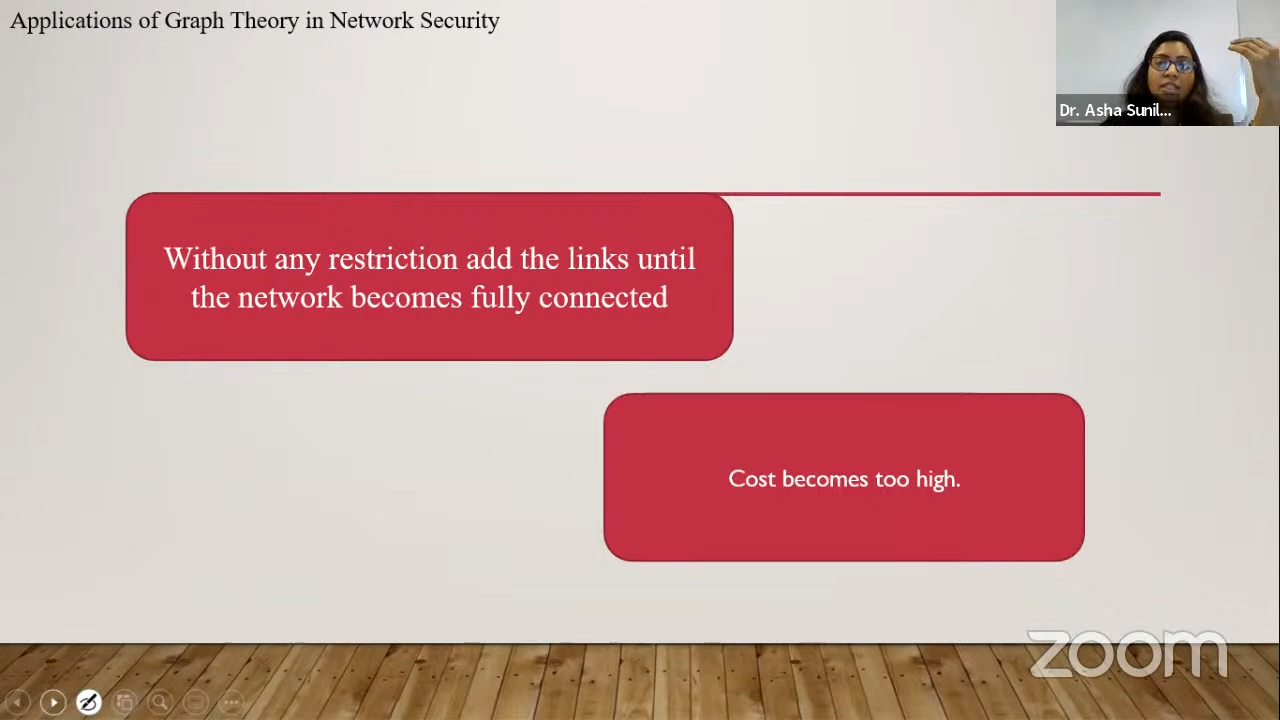 Applications of Graph Theory in Network Security
Dr. Asha Sunil...
Without any restriction add the links until
the network becomes fully connected
Cost becomes too high.
zoom